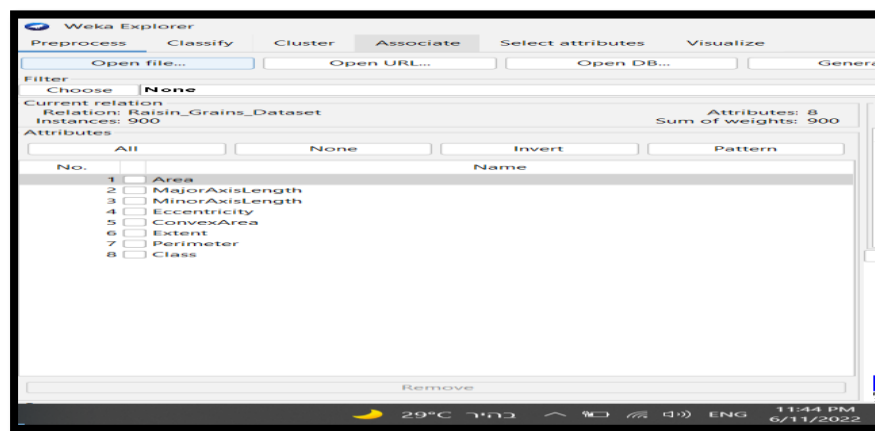 Weka Explorer
Preprocess Classify Cluster Associate Select attributes Visualize
Open file... Open URL... Open DB... Gener
Filter
Choose None
Current relation
Relation: Raisin_Grains_Dataset Attributes: 8
Instances: 900 Sum of weights: 900
Attributes
All None Invert Pattern
No. Name
1 Area
2 MajorAxisLength
3 MinorAxisLength
4 Eccentricity
5 ConvexArea
6 Extent
7 Perimeter
8 Class
Remove
29°C בהיר ENG 11:44 PM
6/11/2022